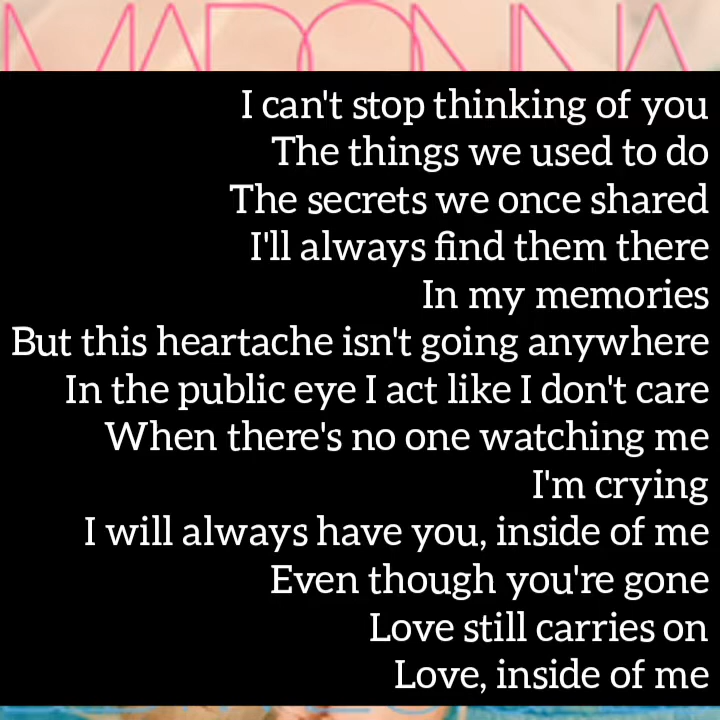 MADONNA
I can't stop thinking of you
The things we used to do
The secrets we once shared
I'll always find them there
In my memories
But this heartache isn't going anywhere
In the public eye I act like I don't care
When there's no one watching me
I'm crying
I will always have you, inside of me
Even though you're gone
Love still carries on
Love, inside of me